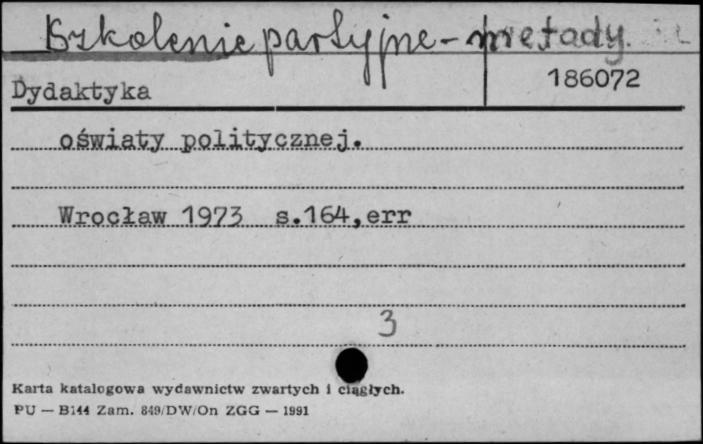 Szkolenie partyjne - metody.
186072
Dydaktyka
oświaty politycznej.
Wrocław 1973 s.164,err
3
Karta katalogowa wydawnictw zwartych i ciągłych.
PU — B144 Zam. 849/DW/On ZGG — 1991